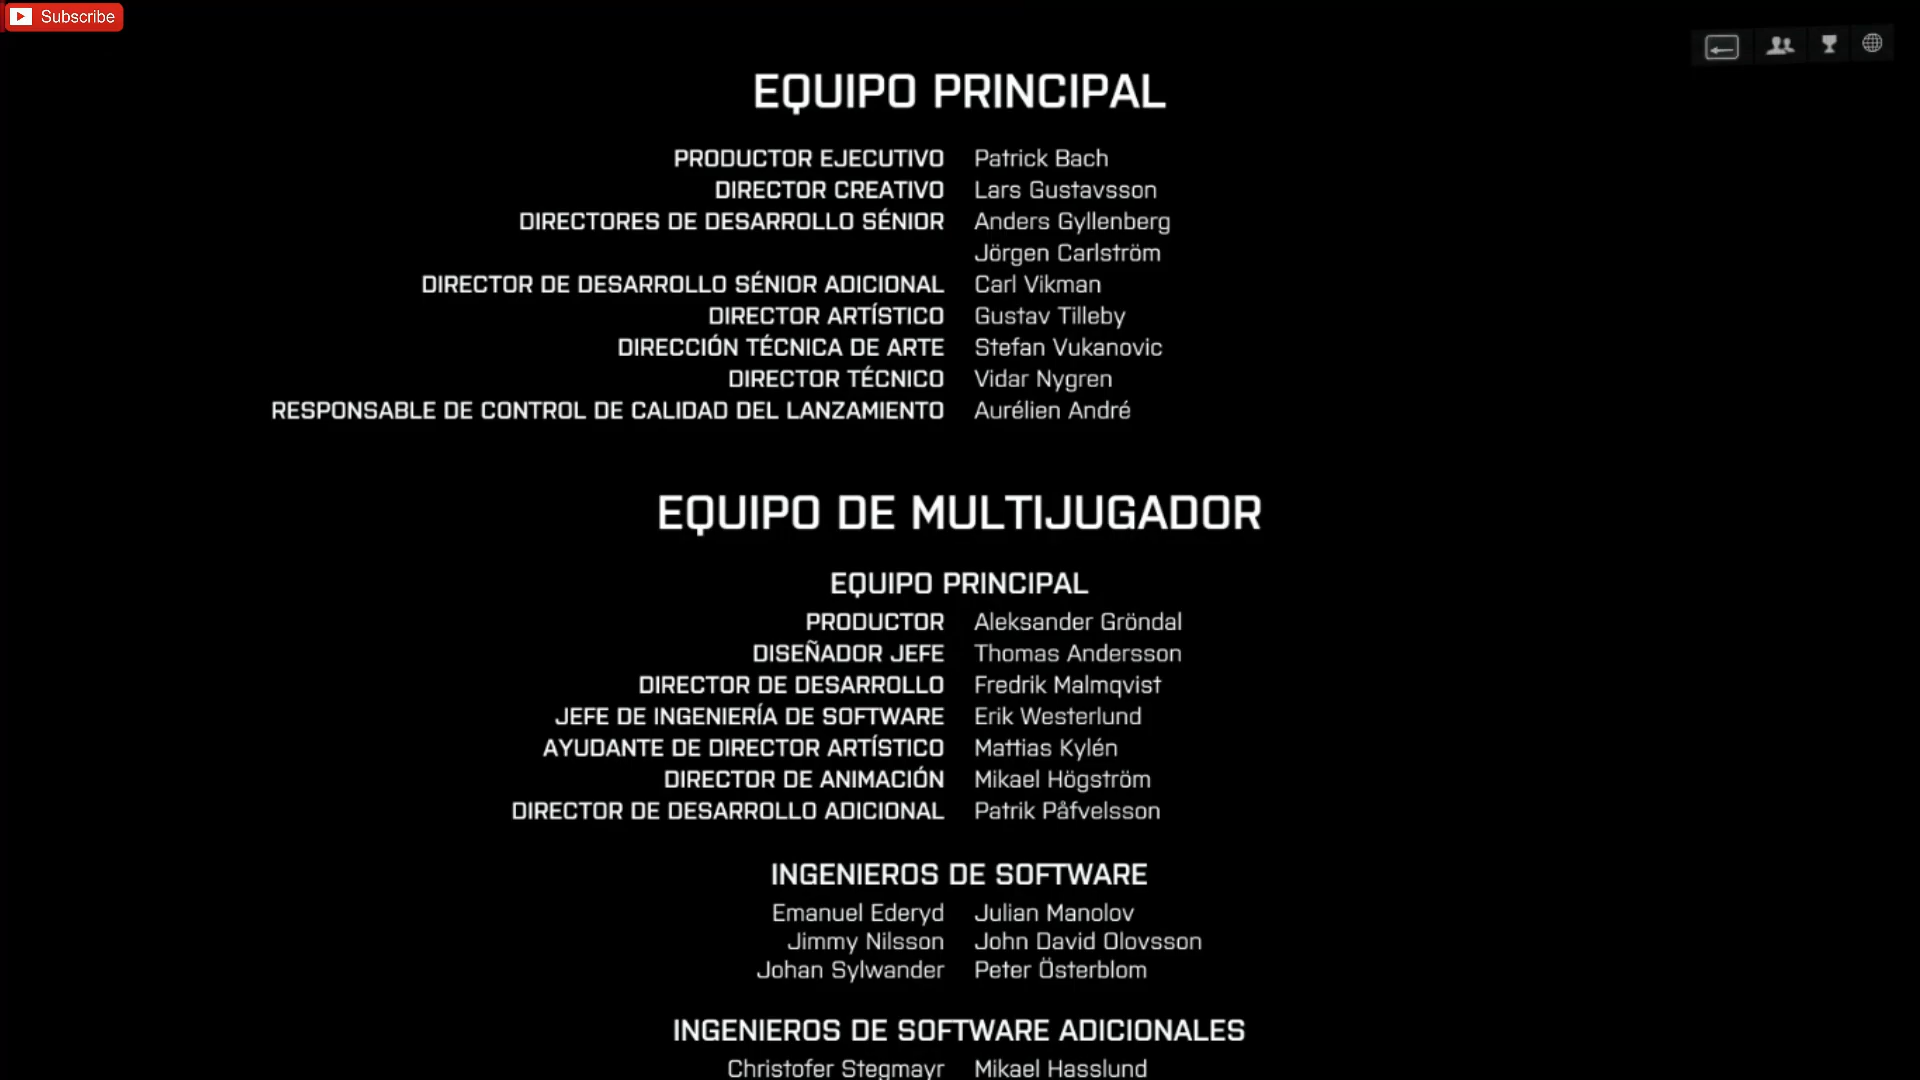 Subscribe
EQUIPO PRINCIPAL
PRODUCTOR EJECUTIVO Patrick Bach
DIRECTOR CREATIVO Lars Gustavsson
DIRECTORES DE DESARROLLO SÉNIOR Anders Gyllenberg
Jörgen Carlström
DIRECTOR DE DESARROLLO SÉNIOR ADICIONAL Carl Vikman
DIRECTOR ARTÍSTICO Gustav Tilleby
DIRECCIÓN TÉCNICA DE ARTE Stefan Vukanovic
DIRECTOR TÉCNICO Vidar Nygren
RESPONSABLE DE CONTROL DE CALIDAD DEL LANZAMIENTO Aurélien André
EQUIPO DE MULTIJUGADOR
EQUIPO PRINCIPAL
PRODUCTOR Aleksander Gröndal
DISEÑADOR JEFE Thomas Andersson
DIRECTOR DE DESARROLLO Fredrik Malmqvist
JEFE DE INGENIERÍA DE SOFTWARE Erik Westerlund
AYUDANTE DE DIRECTOR ARTÍSTICO Mattias Kylén
DIRECTOR DE ANIMACIÓN Mikael Högström
DIRECTOR DE DESARROLLO ADICIONAL Patrik Påfvelsson
INGENIEROS DE SOFTWARE
Emanuel Ederyd Julian Manolov
Jimmy Nilsson John David Olovsson
Johan Sylwander Peter Österblom
INGENIEROS DE SOFTWARE ADICIONALES
Christofer Stegmayr Mikael Hasslund